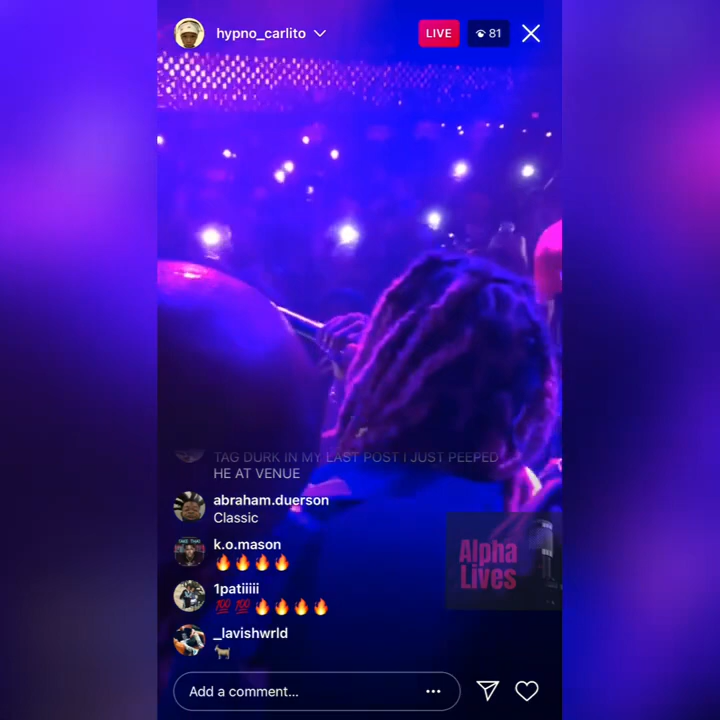 hypno_carlito
LIVE
81
TAG DURK IN MY LAST POST I JUST PEEPED
HE AT VENUE
abraham.duerson
Classic
k.o.mason
🔥🔥🔥🔥
1patiiiii
💯💯🔥🔥🔥🔥
_lavishwrld
🐐
Alpha
Lives
Add a comment...